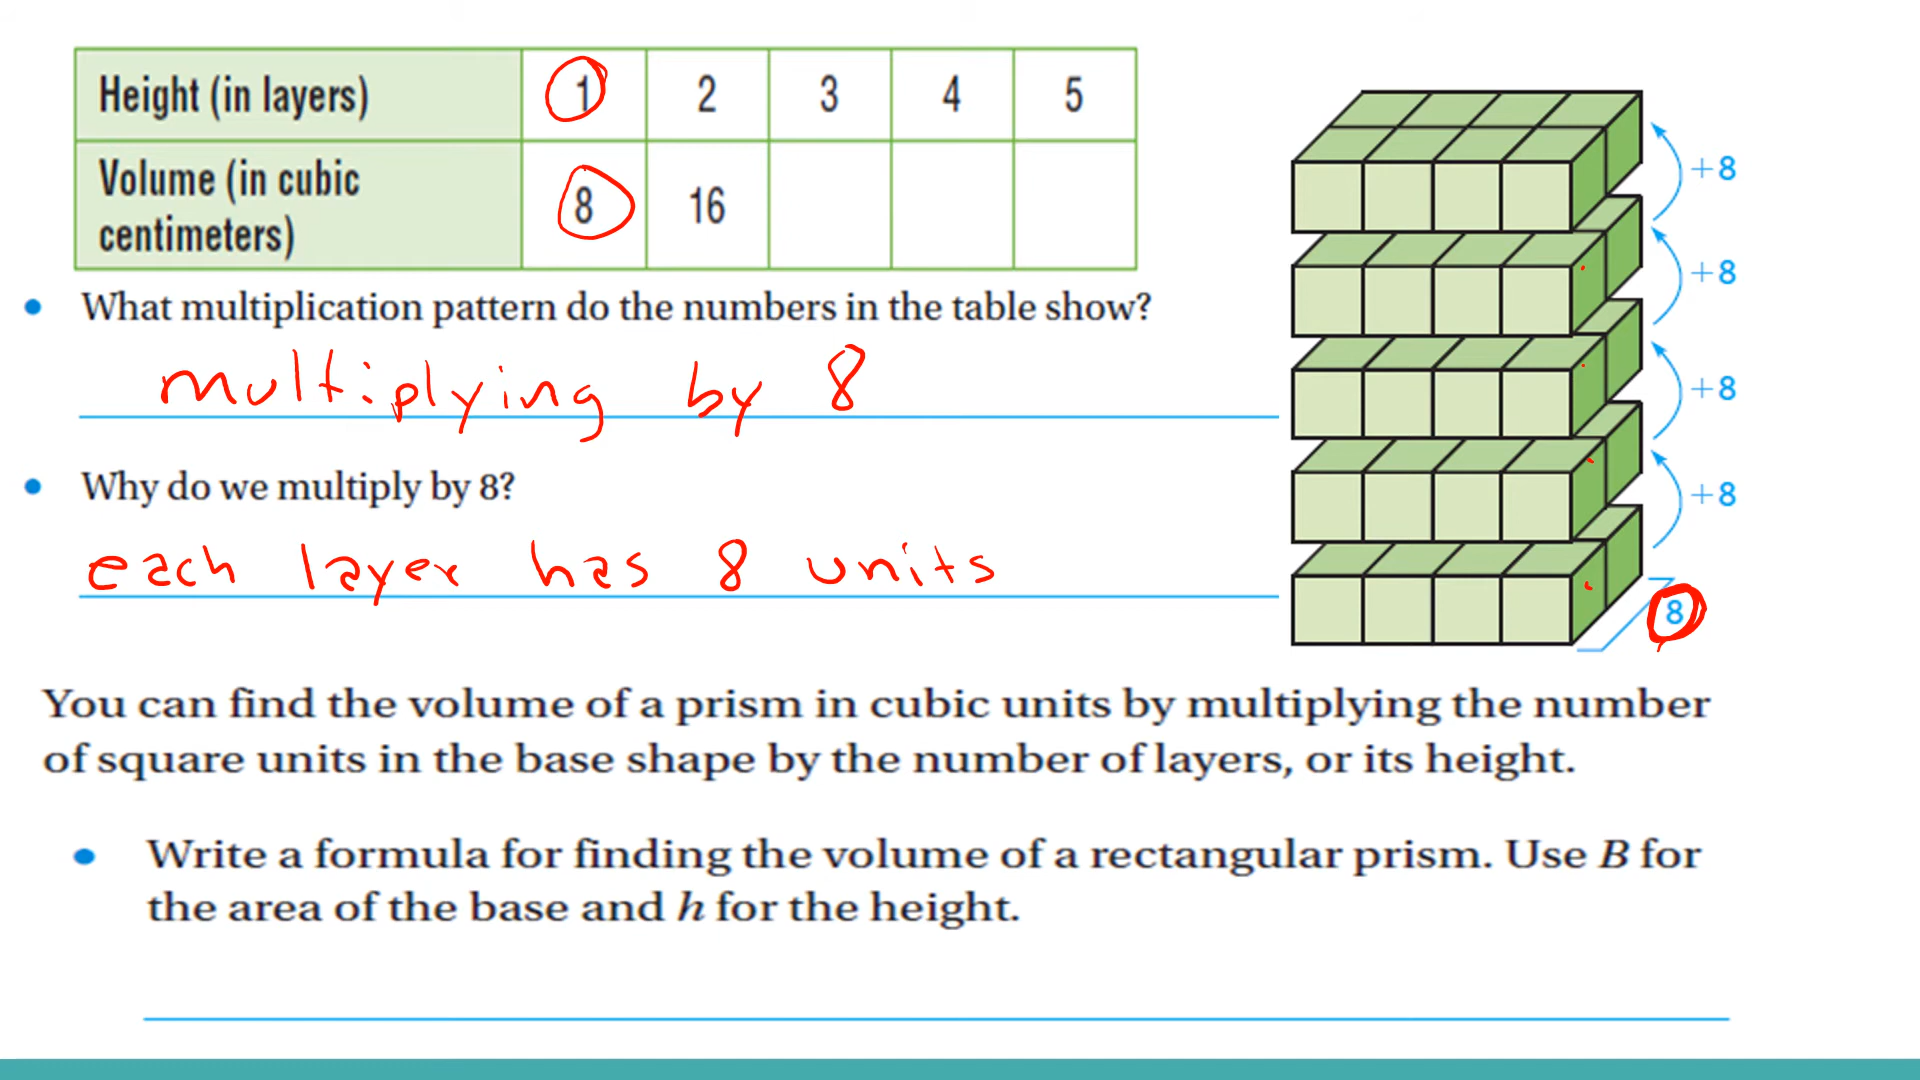 Height (in layers) 1 2 3 4 5
Volume (in cubic
centimeters) 8 16
• What multiplication pattern do the numbers in the table show?
multiplying by 8
• Why do we multiply by 8?
each layer has 8 units
+8
+8
+8
+8
8
You can find the volume of a prism in cubic units by multiplying the number
of square units in the base shape by the number of layers, or its height.
• Write a formula for finding the volume of a rectangular prism. Use B for
the area of the base and h for the height.